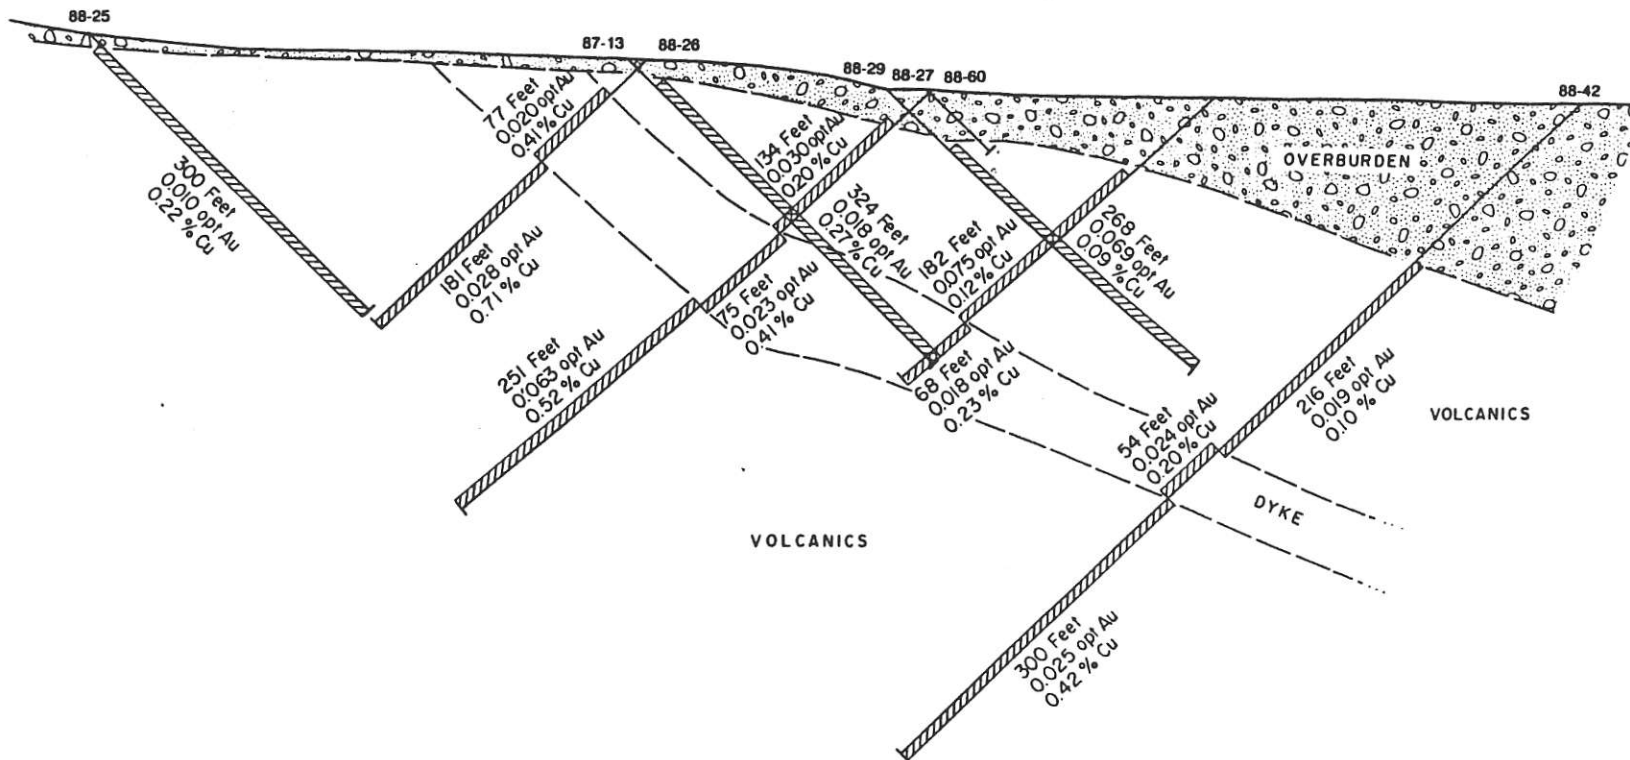 88-25
87-13
88-26
88-29
88-27
88-60
88-42
77 Feet
0.020 opt Au
0.41 % Cu
134 Feet
0.030 opt Au
0.20 % Cu
OVERBURDEN
300 Feet
0.010 opt Au
0.22 % Cu
324 Feet
0.018 opt Au
0.27 % Cu
182 Feet
0.075 opt Au
0.12 % Cu
268 Feet
0.069 opt Au
0.09 % Cu
181 Feet
0.028 opt Au
0.71 % Cu
75 Feet
0.023 opt Au
0.41 % Cu
251 Feet
0.063 opt Au
0.52 % Cu
68 Feet
0.018 opt Au
0.23 % Cu
216 Feet
0.019 opt Au
0.10 % Cu
VOLCANICS
54 Feet
0.024 opt Au
0.20 % Cu
DYKE
VOLCANICS
300 Feet
0.025 opt Au
0.42 % Cu